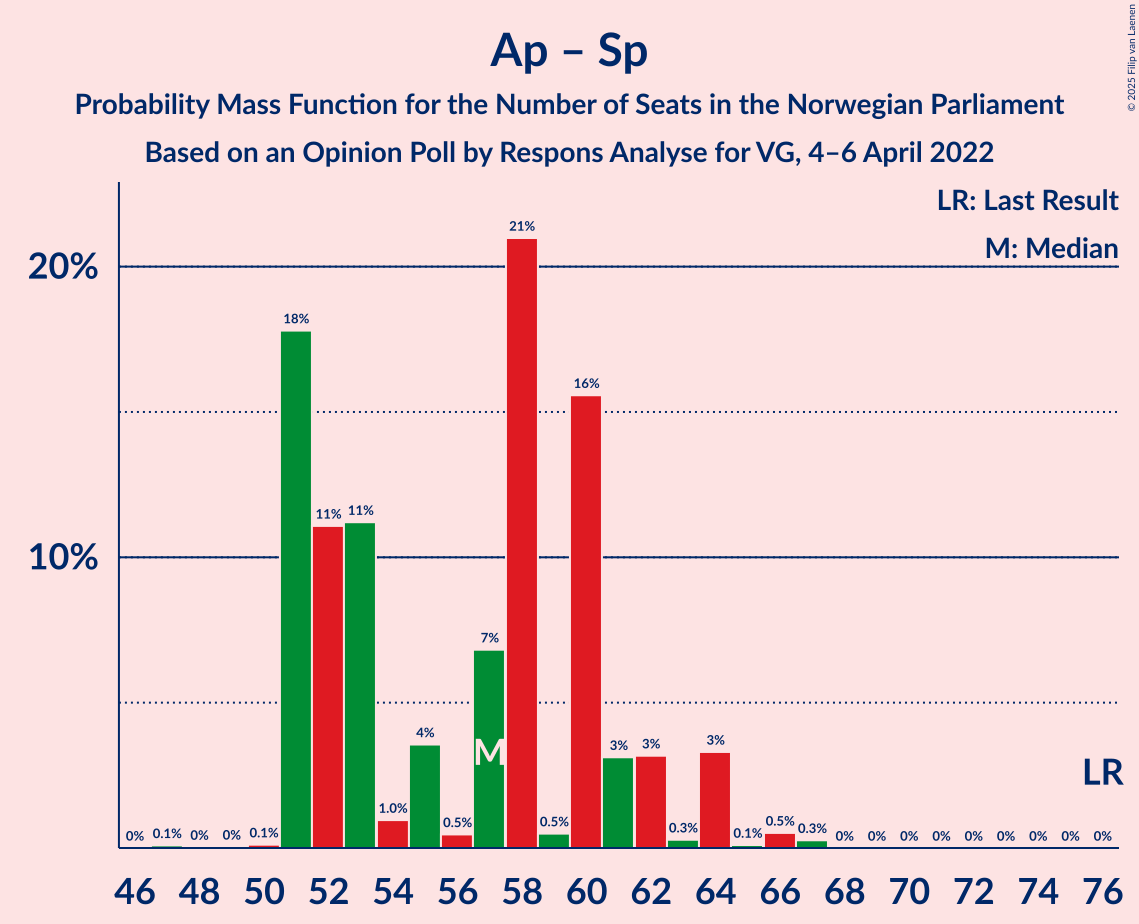 Ap – Sp
Probability Mass Function for the Number of Seats in the Norwegian Parliament
Based on an Opinion Poll by Respons Analyse for VG, 4–6 April 2022
© 2025 Filip van Laenen
LR: Last Result
M: Median
20%
10%
0% 0.1% 0% 0% 0.1% 18% 11% 11% 1.0% 4% 0.5% 7% 21% 0.5% 16% 3% 3% 0.3% 3% 0.1% 0.5% 0.3% 0% 0% 0% 0% 0% 0% 0% 0% 0%
M
LR
46 48 50 52 54 56 58 60 62 64 66 68 70 72 74 76